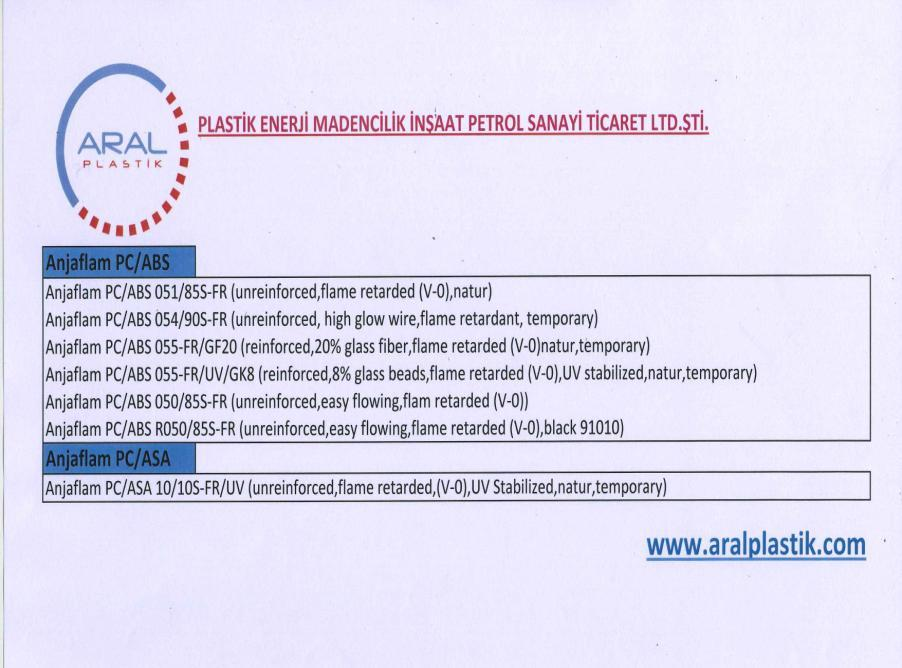 ARAL
PLASTİK
PLASTİK ENERJİ MADENCİLİK İNŞAAT PETROL SANAYİ TİCARET LTD.ŞTİ.
Anjaflam PC/ABS
Anjaflam PC/ABS 051/85S-FR (unreinforced,flame retarded (V-0),natur)
Anjaflam PC/ABS 054/90S-FR (unreinforced, high glow wire,flame retardant, temporary)
Anjaflam PC/ABS 055-FR/GF20 (reinforced,20% glass fiber,flame retarded (V-0)natur,temporary)
Anjaflam PC/ABS 055-FR/UV/GK8 (reinforced,8% glass beads,flame retarded (V-0),UV stabilized,natur,temporary)
Anjaflam PC/ABS 050/85S-FR (unreinforced,easy flowing,flam retarded (V-0))
Anjaflam PC/ABS R050/85S-FR (unreinforced,easy flowing,flame retarded (V-0),black 91010)
Anjaflam PC/ASA
Anjaflam PC/ASA 10/10S-FR/UV (unreinforced,flame retarded,(V-0),UV Stabilized,natur,temporary)
www.aralplastik.com